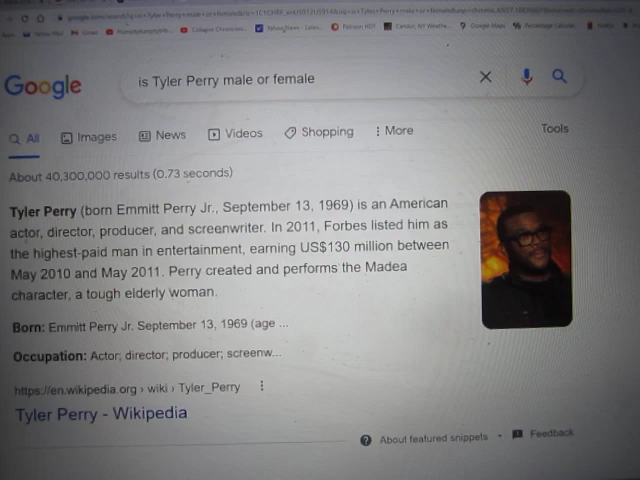 is Tyler Perry male or female
Google
All Images News Videos Shopping More Tools
About 40,300,000 results (0.73 seconds)
Tyler Perry (born Emmitt Perry Jr., September 13, 1969) is an American
actor, director, producer, and screenwriter. In 2011, Forbes listed him as
the highest-paid man in entertainment, earning US$130 million between
May 2010 and May 2011. Perry created and performs the Madea
character, a tough elderly woman.
Born: Emmitt Perry Jr. September 13, 1969 (age ...
Occupation: Actor; director; producer; screenw...
https://en.wikipedia.org › wiki › Tyler_Perry
Tyler Perry - Wikipedia
About featured snippets • Feedback